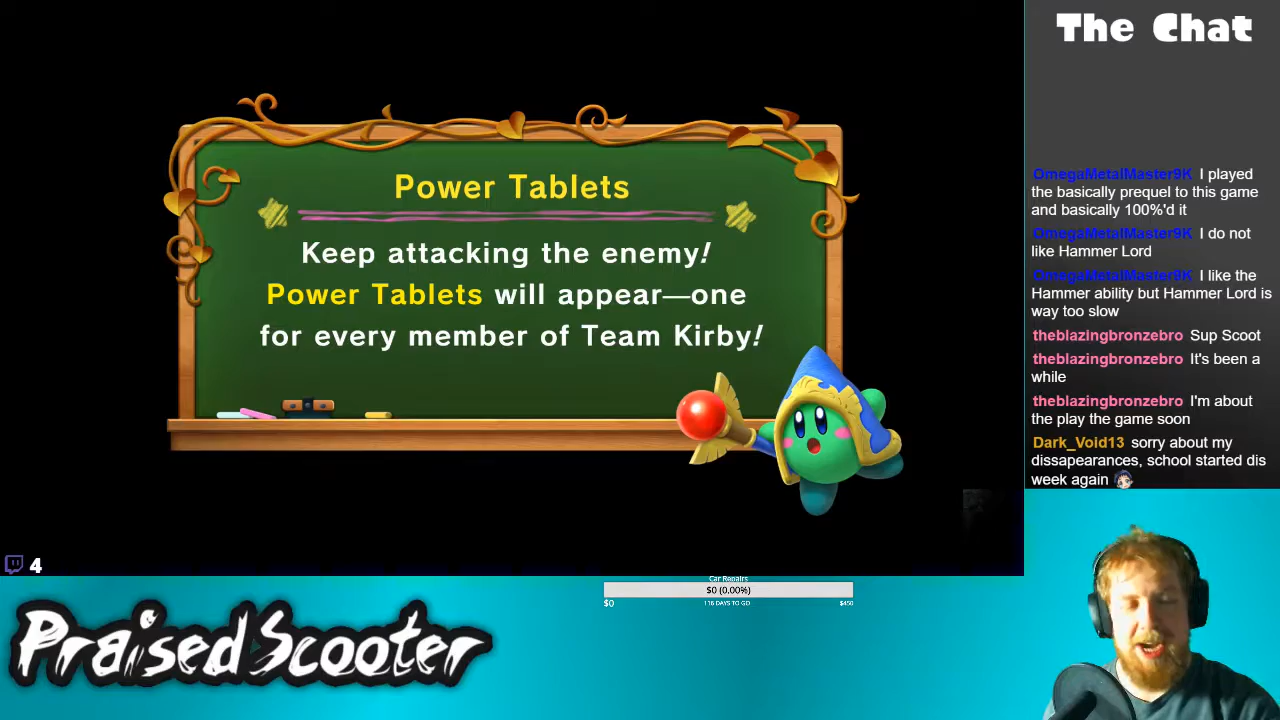 The Chat
Power Tablets
Keep attacking the enemy!
Power Tablets will appear—one
for every member of Team Kirby!
OmegaMetalMaster9K I played
the basically prequel to this game
and basically 100%'d it
OmegaMetalMaster9K I do not
like Hammer Lord
OmegaMetalMaster9K I like the
Hammer ability but Hammer Lord is
way too slow
theblazingbronzebro Sup Scoot
theblazingbronzebro It's been a
while
theblazingbronzebro I'm about
the play the game soon
Dark_Void13 sorry about my
dissapearances, school started dis
week again
4
Car Repairs
$0 (0.00%)
$0 116 DAYS TO GO $450
PraisedScooter